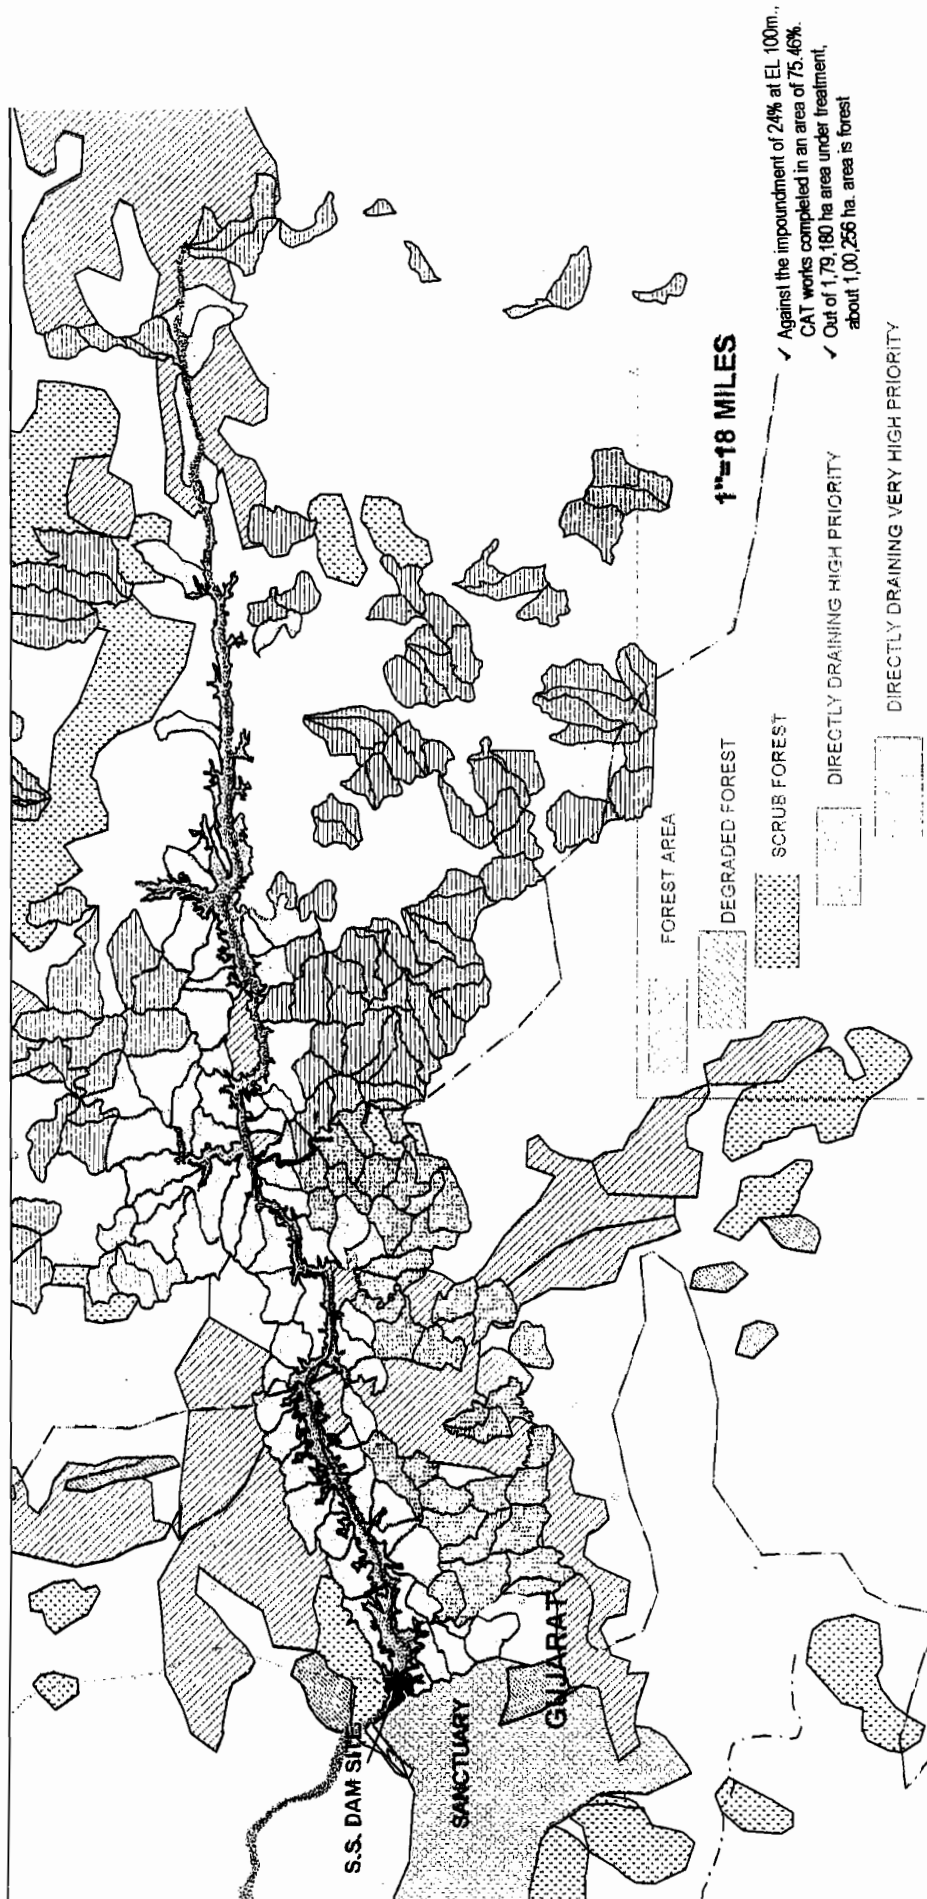 S.S. DAM SITE
SANCTUARY
GUJARAT
FOREST AREA
DEGRADED FOREST
SCRUB FOREST
DIRECTLY DRAINING HIGH PRIORITY
DIRECTLY DRAINING VERY HIGH PRIORITY
1"=18 MILES
✓ Against the impoundment of 24% at EL 100m.,
CAT works completed in an area of 75.46%.
✓ Out of 1,79,180 ha area under treatment,
about 1,00,256 ha. area is forest